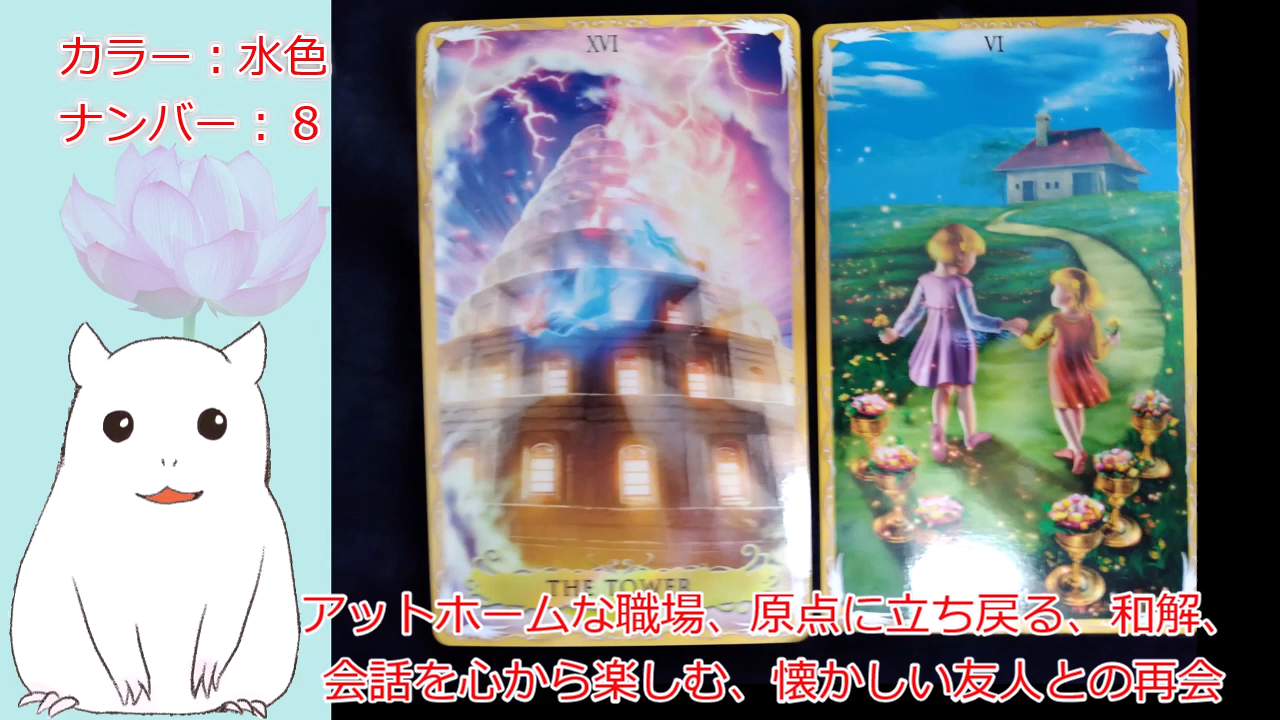 カラー：水色
ナンバー：８
XVI
VI
THE TOWER
アットホームな職場、原点に立ち戻る、和解、
会話を心から楽しむ、懐かしい友人との再会